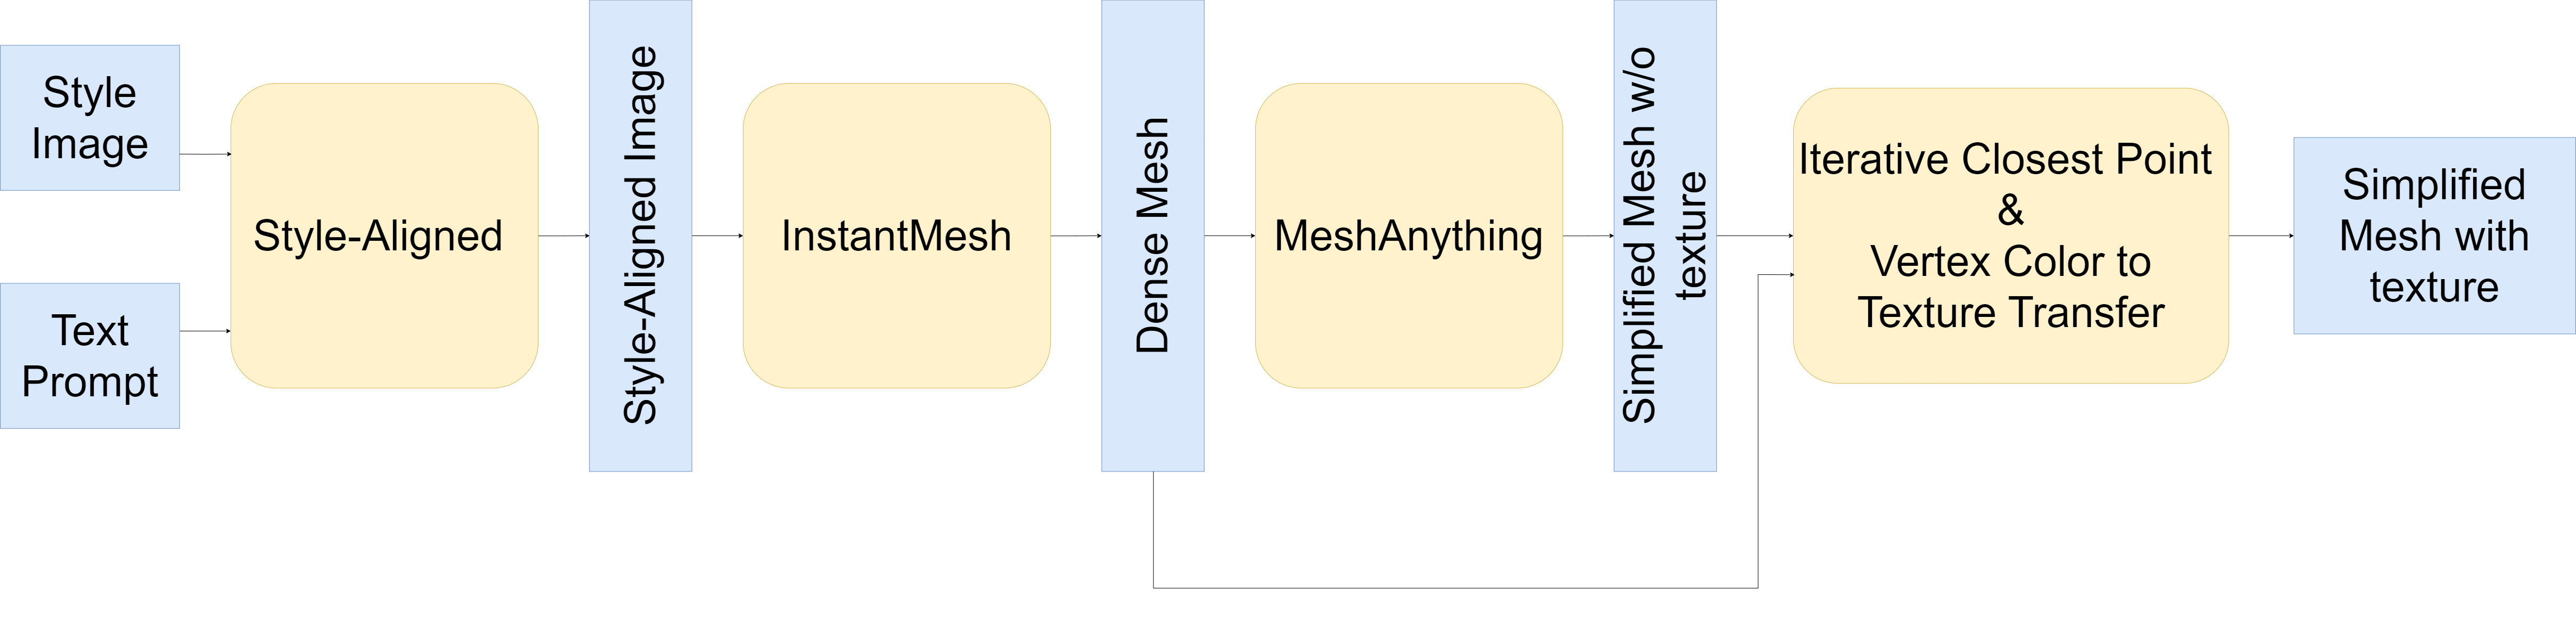 Style
Image
Text
Prompt
Style-Aligned
Style-Aligned Image
InstantMesh
Dense Mesh
MeshAnything
Simplified Mesh w/o
texture
Iterative Closest Point
&
Vertex Color to
Texture Transfer
Simplified
Mesh with
texture